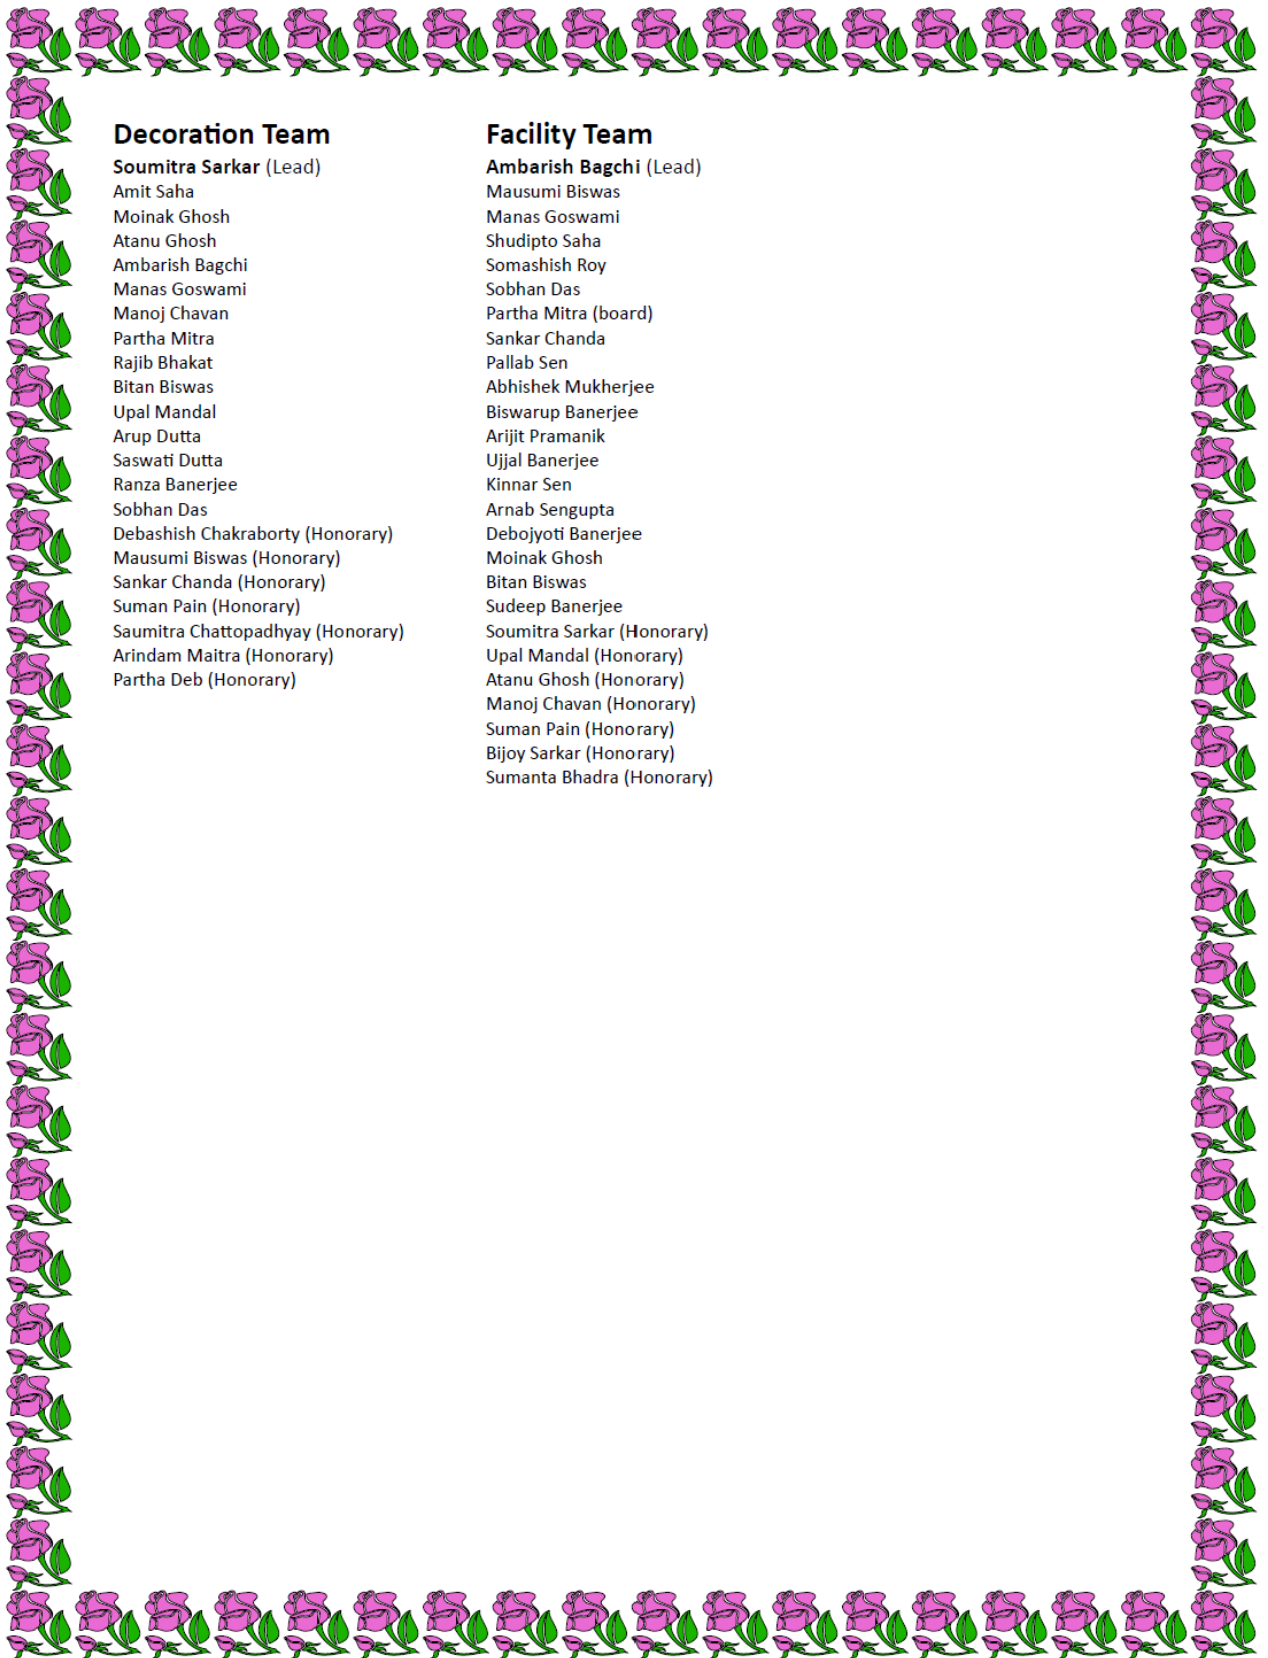 Decoration Team
Soumitra Sarkar (Lead)
Amit Saha
Moinak Ghosh
Atanu Ghosh
Ambarish Bagchi
Manas Goswami
Manoj Chavan
Partha Mitra
Rajib Bhakat
Bitan Biswas
Upal Mandal
Arup Dutta
Saswati Dutta
Ranza Banerjee
Sobhan Das
Debashish Chakraborty (Honorary)
Mausumi Biswas (Honorary)
Sankar Chanda (Honorary)
Suman Pain (Honorary)
Saumitra Chattopadhyay (Honorary)
Arindam Maitra (Honorary)
Partha Deb (Honorary)
Facility Team
Ambarish Bagchi (Lead)
Mausumi Biswas
Manas Goswami
Shudipto Saha
Somashish Roy
Sobhan Das
Partha Mitra (board)
Sankar Chanda
Pallab Sen
Abhishek Mukherjee
Biswarup Banerjee
Arijit Pramanik
Ujjal Banerjee
Kinnar Sen
Arnab Sengupta
Debojyoti Banerjee
Moinak Ghosh
Bitan Biswas
Sudeep Banerjee
Soumitra Sarkar (Honorary)
Upal Mandal (Honorary)
Atanu Ghosh (Honorary)
Manoj Chavan (Honorary)
Suman Pain (Honorary)
Bijoy Sarkar (Honorary)
Sumanta Bhadra (Honorary)